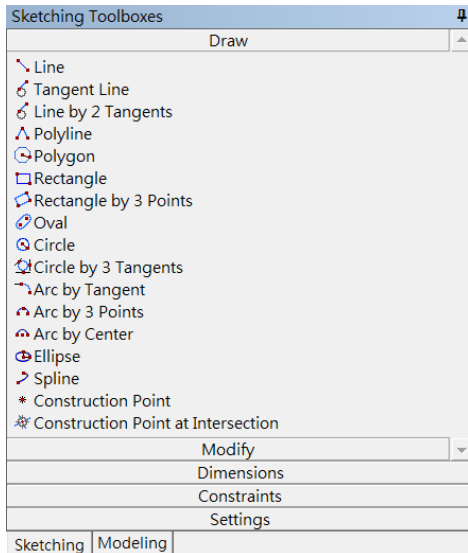 Sketching Toolboxes
Draw
Line
Tangent Line
Line by 2 Tangents
Polyline
Polygon
Rectangle
Rectangle by 3 Points
Oval
Circle
Circle by 3 Tangents
Arc by Tangent
Arc by 3 Points
Arc by Center
Ellipse
Spline
Construction Point
Construction Point at Intersection
Modify
Dimensions
Constraints
Settings
Sketching Modeling